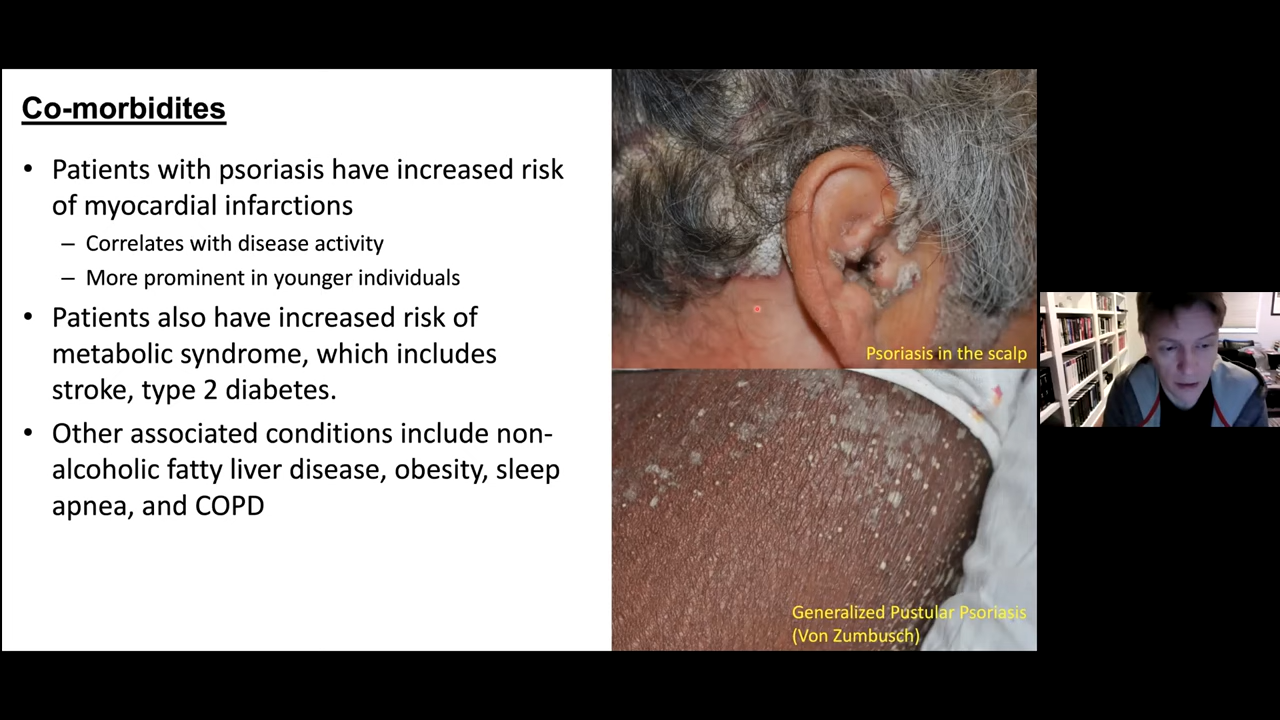 Co-morbidites
• Patients with psoriasis have increased risk
of myocardial infarctions
– Correlates with disease activity
– More prominent in younger individuals
• Patients also have increased risk of
metabolic syndrome, which includes
stroke, type 2 diabetes.
• Other associated conditions include non-
alcoholic fatty liver disease, obesity, sleep
apnea, and COPD
Psoriasis in the scalp
Generalized Pustular Psoriasis
(Von Zumbusch)